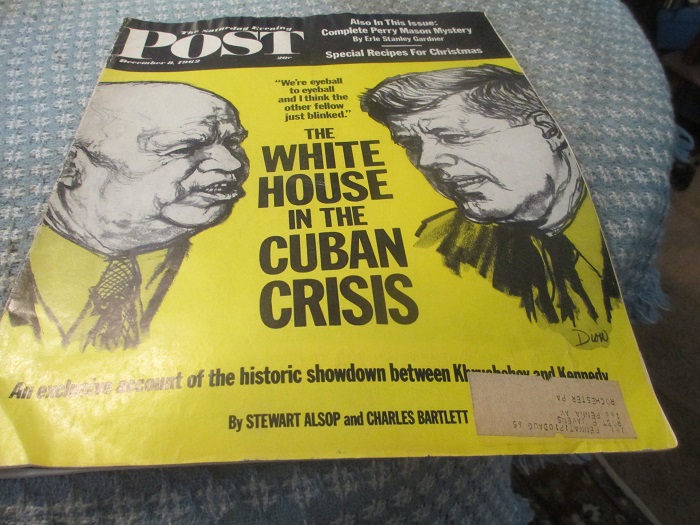 The Saturday Evening
POST
December 8, 1962
20c
Also In This Issue:
Complete Perry Mason Mystery
By Erle Stanley Gardner
Special Recipes For Christmas
"We're eyeball
to eyeball
and I think the
other fellow
just blinked."
THE
WHITE
HOUSE
IN THE
CUBAN
CRISIS
An exclusive account of the historic showdown between Khrushchev and Kennedy
By STEWART ALSOP and CHARLES BARTLETT
ROCHESTER PA